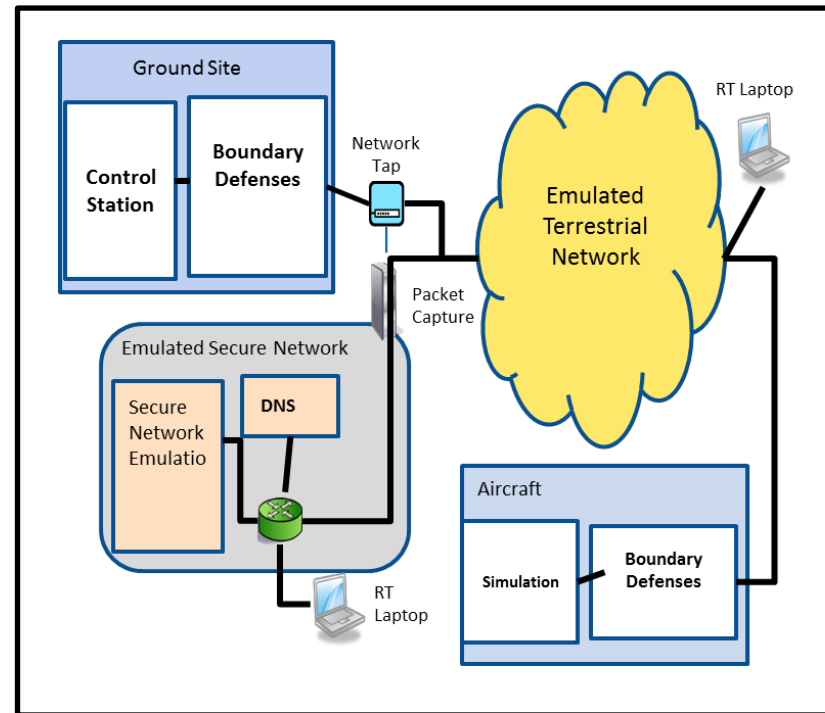 Ground Site
Control
Station
Boundary
Defenses
Network
Tap
Packet
Capture
Emulated
Terrestrial
Network
RT Laptop
Emulated Secure Network
Secure
Network
Emulatio
DNS
RT
Laptop
Aircraft
Simulation
Boundary
Defenses